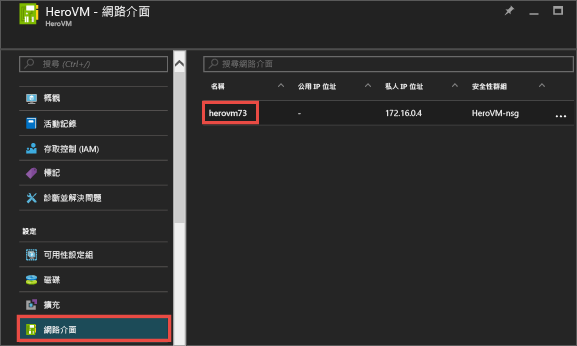 HeroVM - 網路介面
HeroVM
搜尋 (Ctrl+/)
概觀
活動記錄
存取控制 (IAM)
標記
診斷並解決問題
設定
可用性設定組
磁碟
擴充
網路介面
搜尋網路介面
名稱 公用 IP 位址 私人 IP 位址 安全性群組
herovm73 - 172.16.0.4 HeroVM-nsg ...